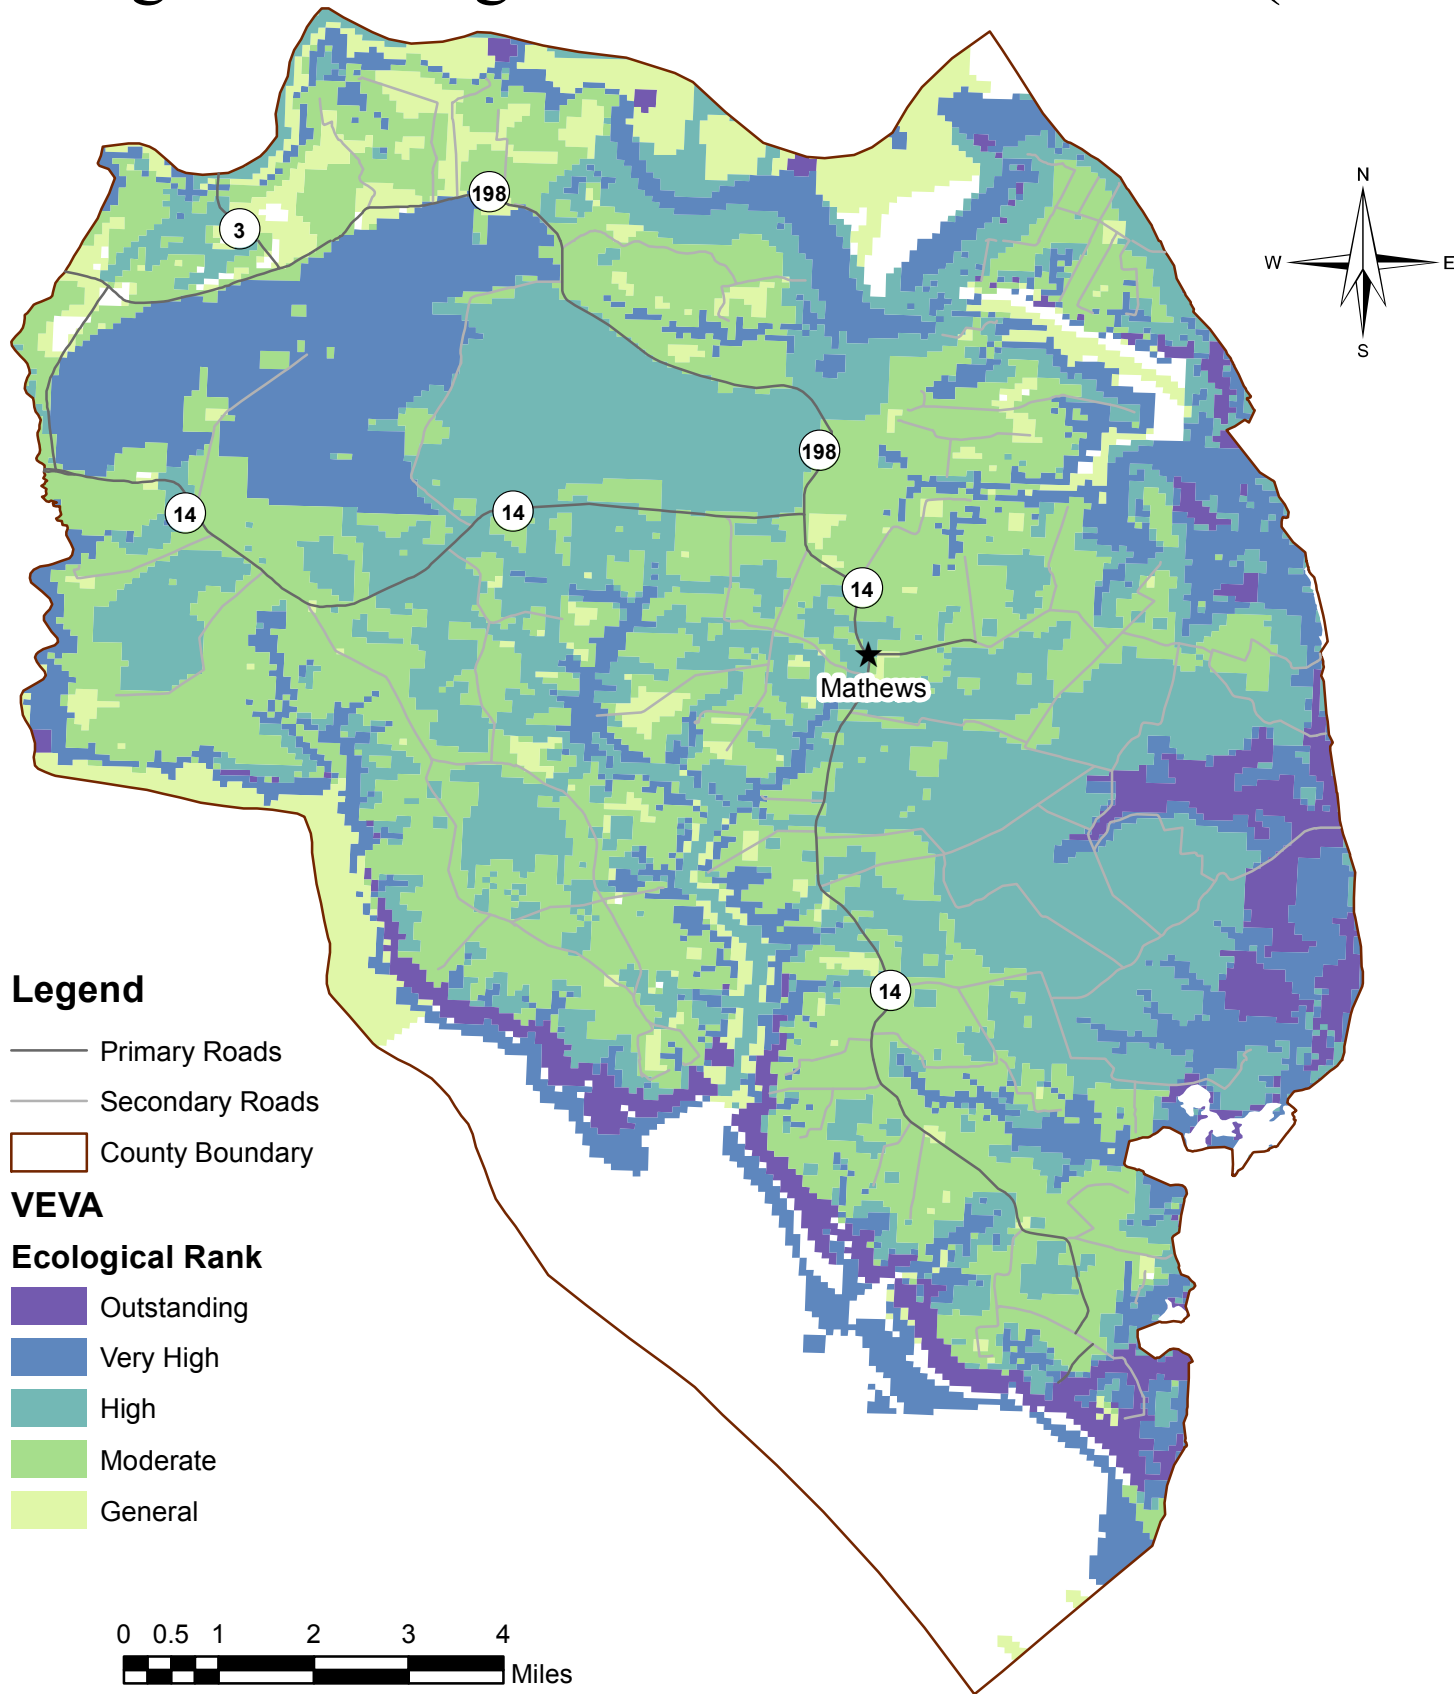 N
W E
S
3
198
198
14
14
14
Mathews
14
Legend
Primary Roads
Secondary Roads
County Boundary
VEVA
Ecological Rank
Outstanding
Very High
High
Moderate
General
0 0.5 1 2 3 4
Miles